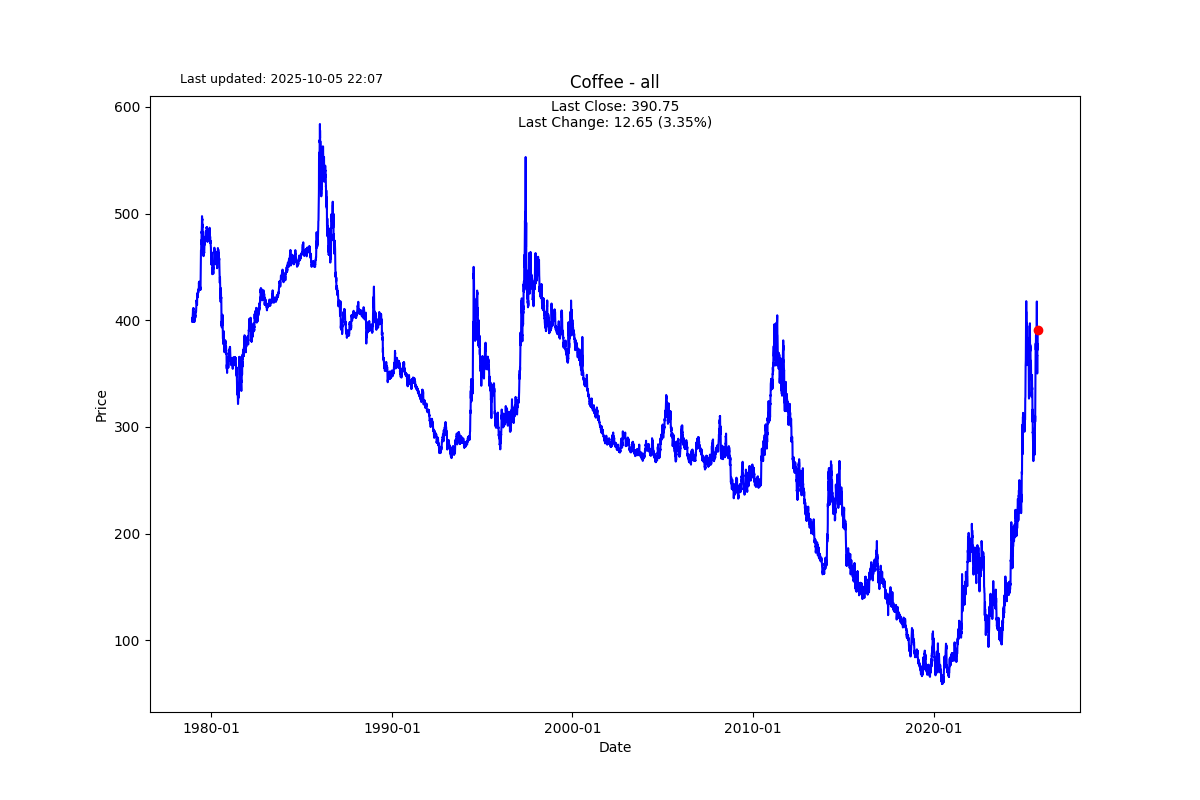 Last updated: 2025-10-05 22:07
Coffee - all
Last Close: 390.75
Last Change: 12.65 (3.35%)
600
500
400
300
200
100
Price
1980-01
1990-01
2000-01
2010-01
2020-01
Date